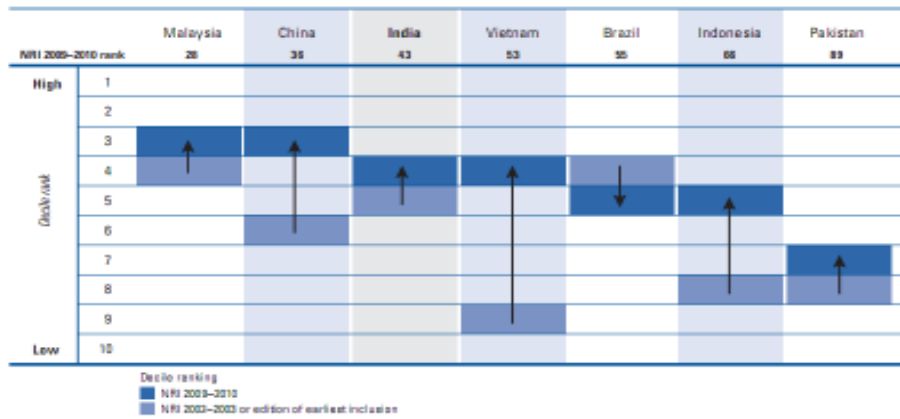 Malaysia China India Vietnam Brazil Indonesia Pakistan
NRI 2009–2010 rank 28 36 43 53 55 66 89
High 1
2
3
4
Decile rank
5
6
7
8
9
Low 10
Decile ranking
NRI 2009–2010
NRI 2002–2003 or edition of earliest inclusion